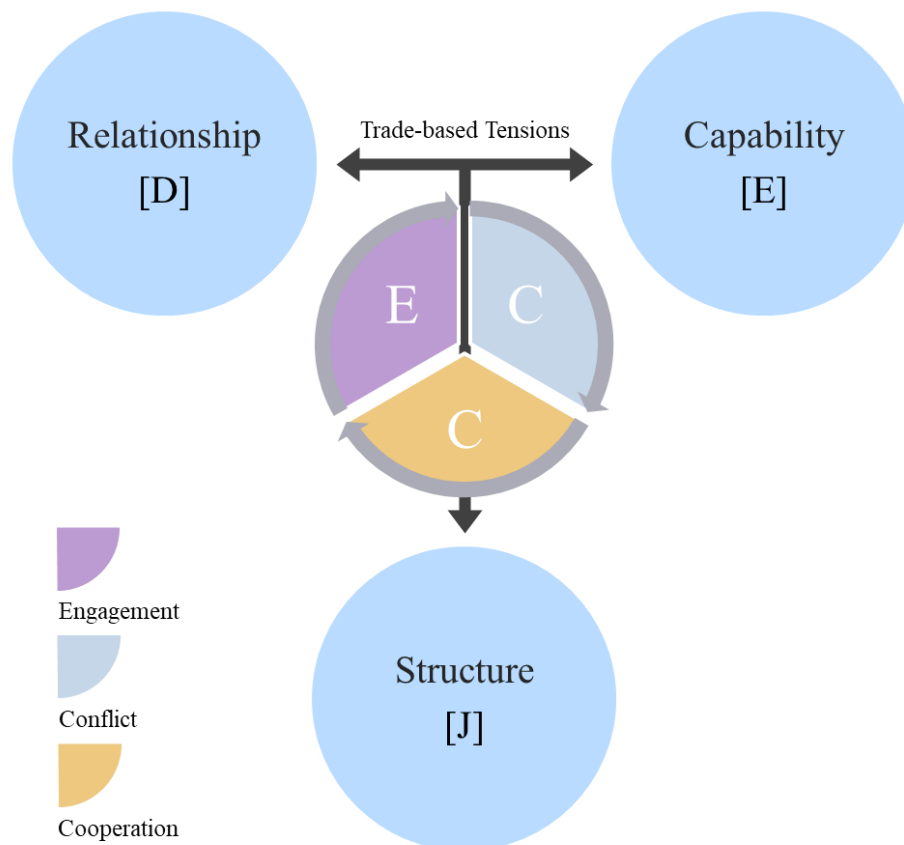 Relationship
[D]
Trade-based Tensions
Capability
[E]
E
C
C
Structure
[J]
Engagement
Conflict
Cooperation